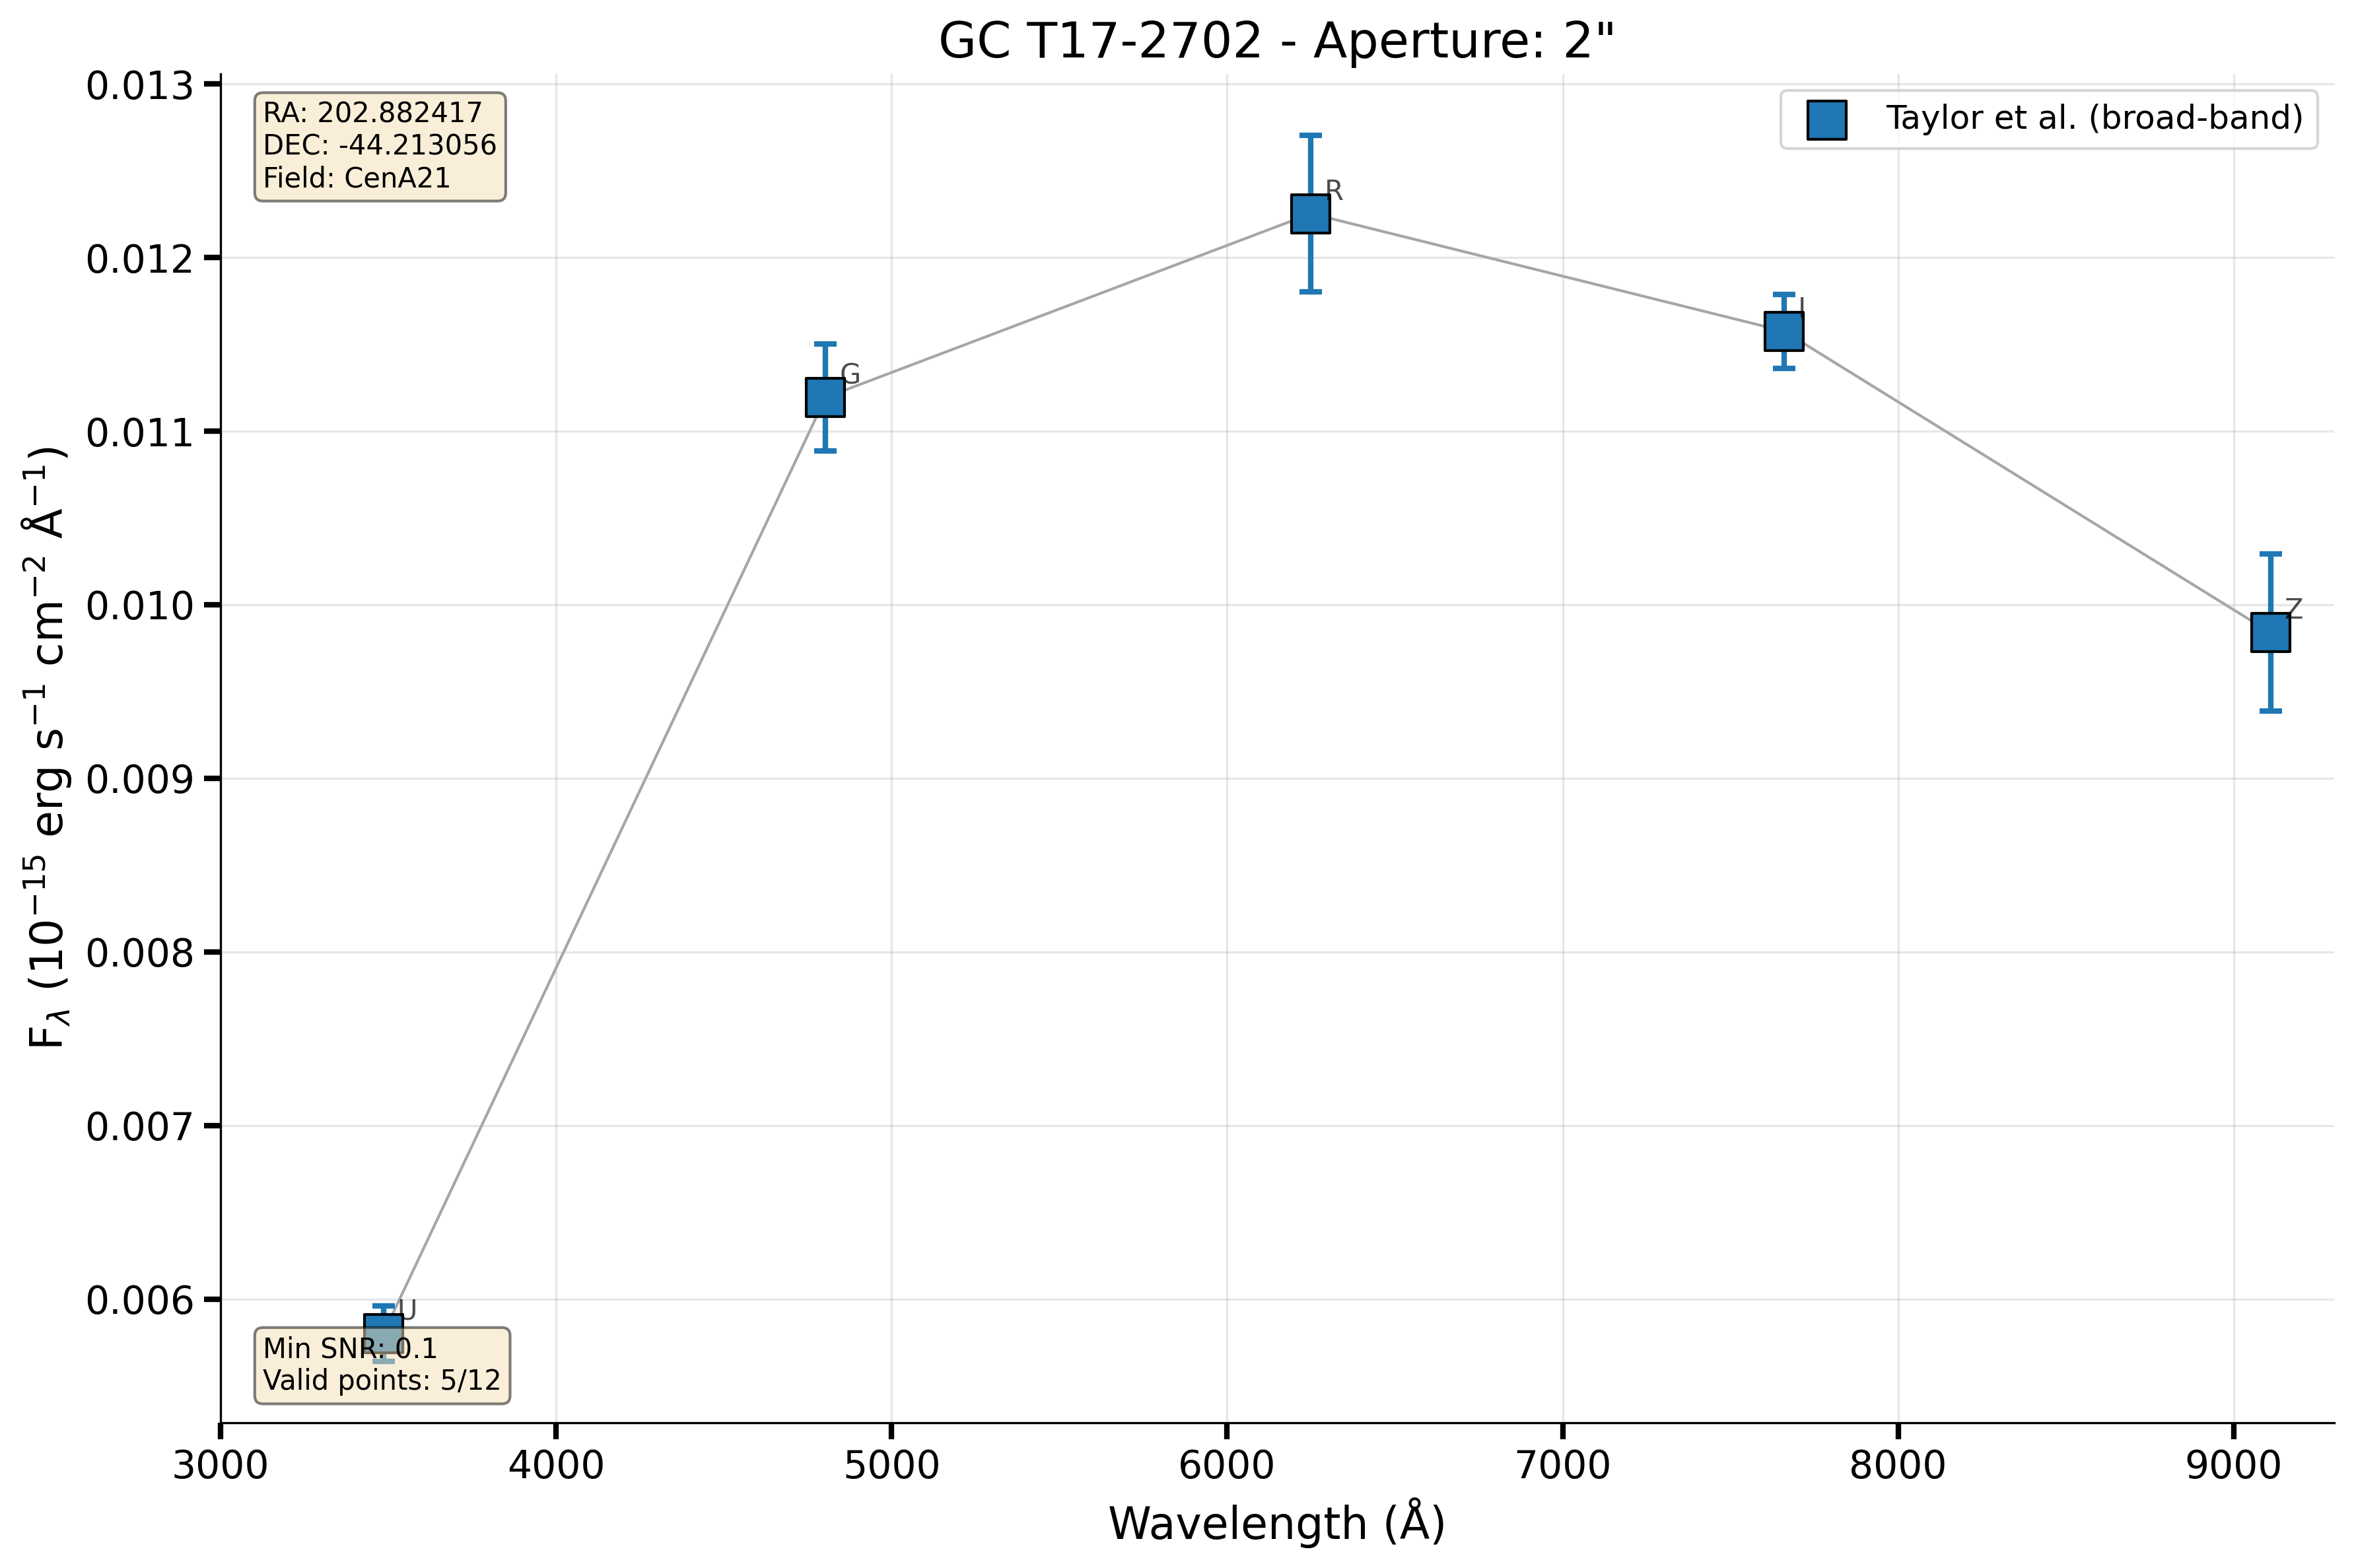 GC T17-2702 - Aperture: 2"
RA: 202.882417
DEC: -44.213056
Field: CenA21
Taylor et al. (broad-band)
0.013
0.012
0.011
0.010
0.009
0.008
0.007
0.006
F_λ (10⁻¹⁵ erg s⁻¹ cm⁻² Å⁻¹)
U
G
R
I
Z
Min SNR: 0.1
Valid points: 5/12
3000 4000 5000 6000 7000 8000 9000
Wavelength (Å)